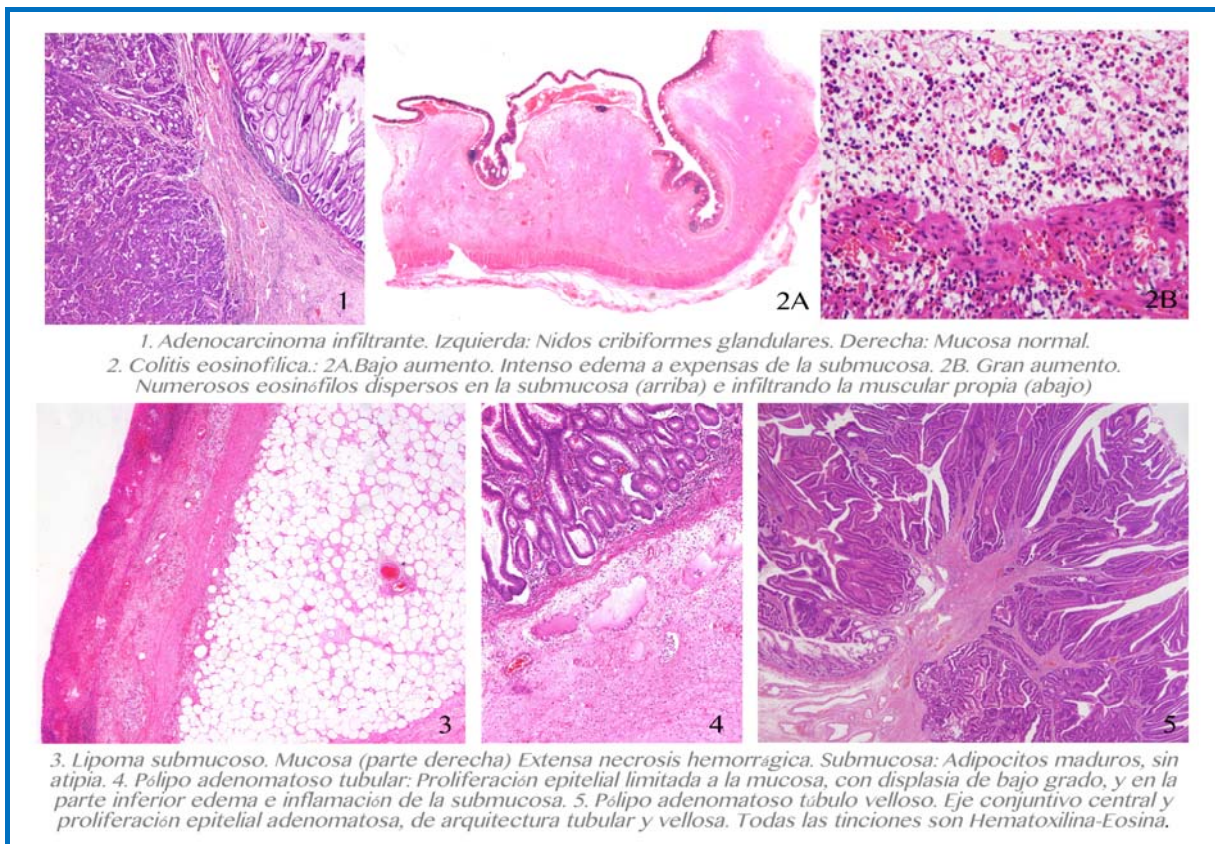 1
2A
2B
1. Adenocarcinoma infiltrante. Izquierda: Nidos cribiformes glandulares. Derecha: Mucosa normal.
2. Colitis eosinofílica.: 2A.Bajo aumento. Intenso edema a expensas de la submucosa. 2B. Gran aumento.
Numerosos eosinófilos dispersos en la submucosa (arriba) e infiltrando la muscular propia (abajo)
3
4
5
3. Lipoma submucoso. Mucosa (parte derecha) Extensa necrosis hemorrágica. Submucosa: Adipocitos maduros, sin
atipia. 4. Pólipo adenomatoso tubular: Proliferación epitelial limitada a la mucosa, con displasia de bajo grado, y en la
parte inferior edema e inflamación de la submucosa. 5. Pólipo adenomatoso túbulo velloso. Eje conjuntivo central y
proliferación epitelial adenomatosa, de arquitectura tubular y vellosa. Todas las tinciones son Hematoxilina-Eosina.